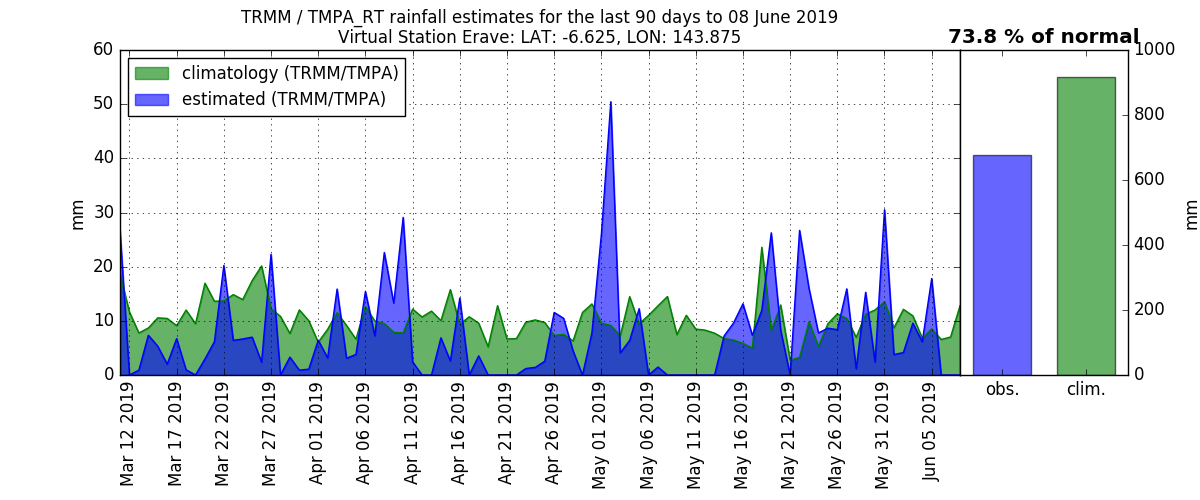 TRMM / TMPA_RT rainfall estimates for the last 90 days to 08 June 2019
Virtual Station Erave: LAT: -6.625, LON: 143.875
73.8 % of normal
climatology (TRMM/TMPA)
estimated (TRMM/TMPA)
60
50
40
30
20
10
0
mm
Mar 12 2019
Mar 17 2019
Mar 22 2019
Mar 27 2019
Apr 01 2019
Apr 06 2019
Apr 11 2019
Apr 16 2019
Apr 21 2019
Apr 26 2019
May 01 2019
May 06 2019
May 11 2019
May 16 2019
May 21 2019
May 26 2019
May 31 2019
Jun 05 2019
obs.
clim.
1000
800
600
400
200
0
mm